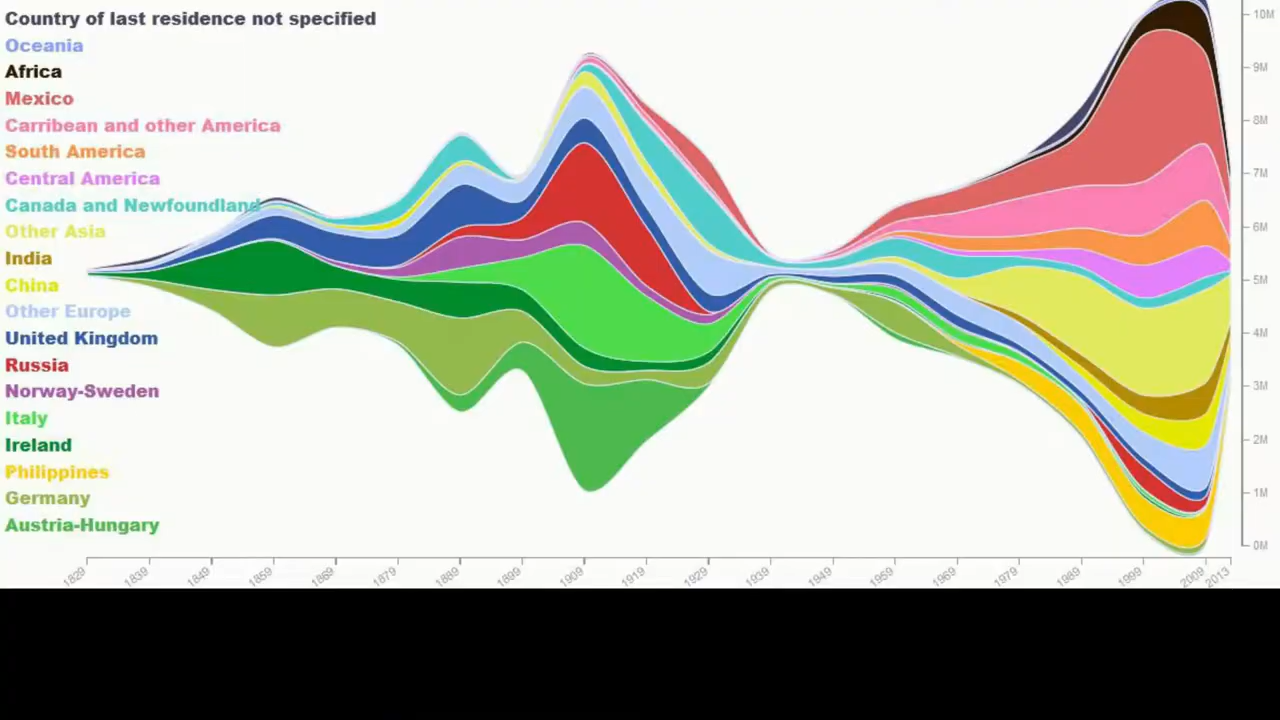 Country of last residence not specified
Oceania
Africa
Mexico
Carribean and other America
South America
Central America
Canada and Newfoundland
Other Asia
India
China
Other Europe
United Kingdom
Russia
Norway-Sweden
Italy
Ireland
Philippines
Germany
Austria-Hungary
10M
9M
8M
7M
6M
5M
4M
3M
2M
1M
0M
1829 1839 1849 1859 1869 1879 1889 1899 1909 1919 1929 1939 1949 1959 1969 1979 1989 1999 2009 2013